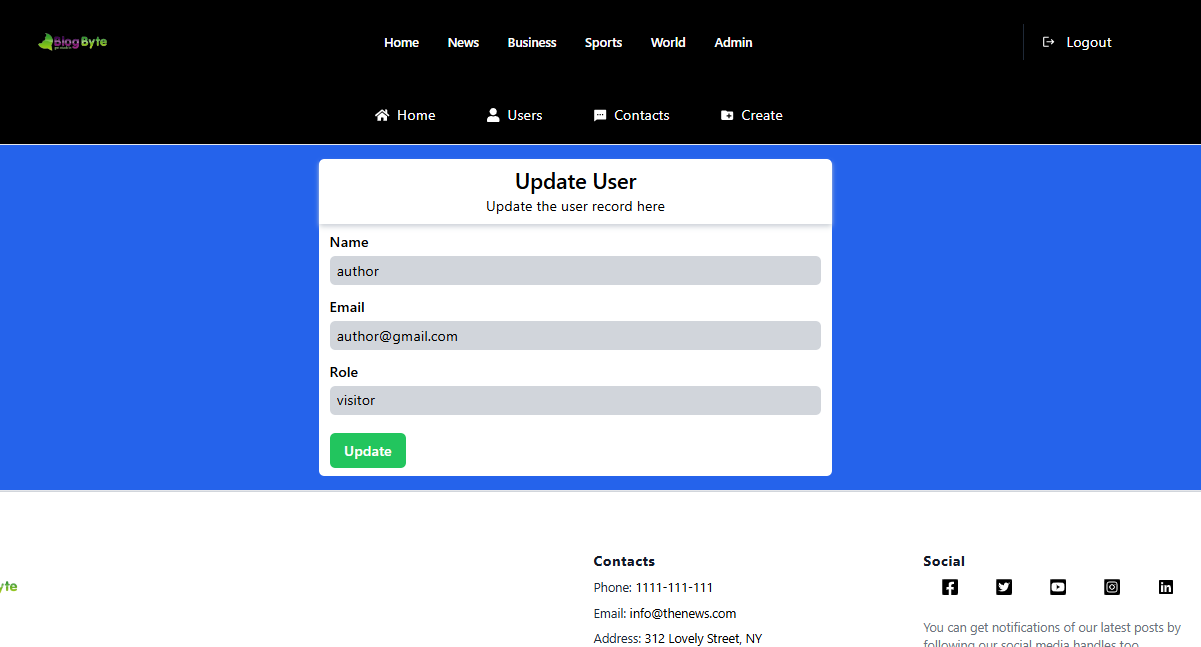 Blog Byte
Home News Business Sports World Admin
Logout
Home Users Contacts Create
Update User
Update the user record here
Name
author
Email
author@gmail.com
Role
visitor
Update
yte
Contacts
Phone: 1111-111-111
Email: info@thenews.com
Address: 312 Lovely Street, NY
Social
You can get notifications of our latest posts by
following our social media handles too